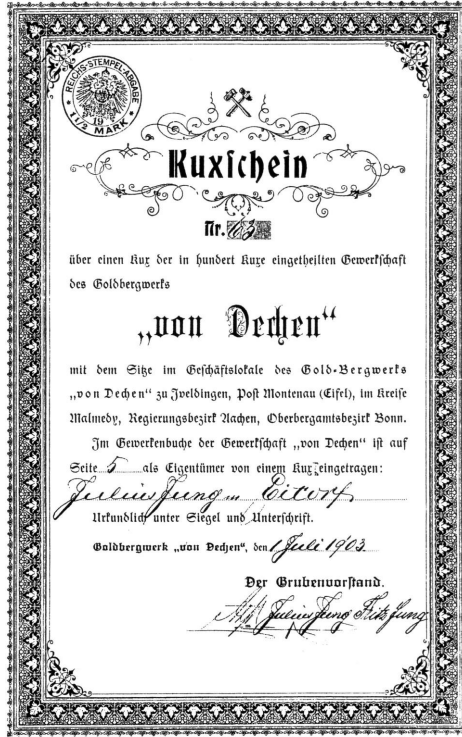 REICHS-STEMPELABGABE
1 1/2 MARK
Kuxschein
Nr. 63
über einen Kux der in hundert Kuxe eingetheilten Gewerkschaft
des Goldbergwerks
„von Dechen“
mit dem Sitze im Geschäftslokale des Gold-Bergwerks
„von Dechen“ zu Iveldingen, Post Montenau (Eifel), im Kreise
Malmedy, Regierungsbezirk Aachen, Oberbergamtsbezirk Bonn.
Im Gewerkenbuche der Gewerkschaft „von Dechen“ ist auf
Seite 5 als Eigentümer von einem Kux eingetragen:
Julius Jung Eitorf
Urkundlich unter Siegel und Unterschrift.
Goldbergwerk „von Dechen“, den 1 Juli 1903
Der Grubenvorstand.
Julius Jung Fritz Jung